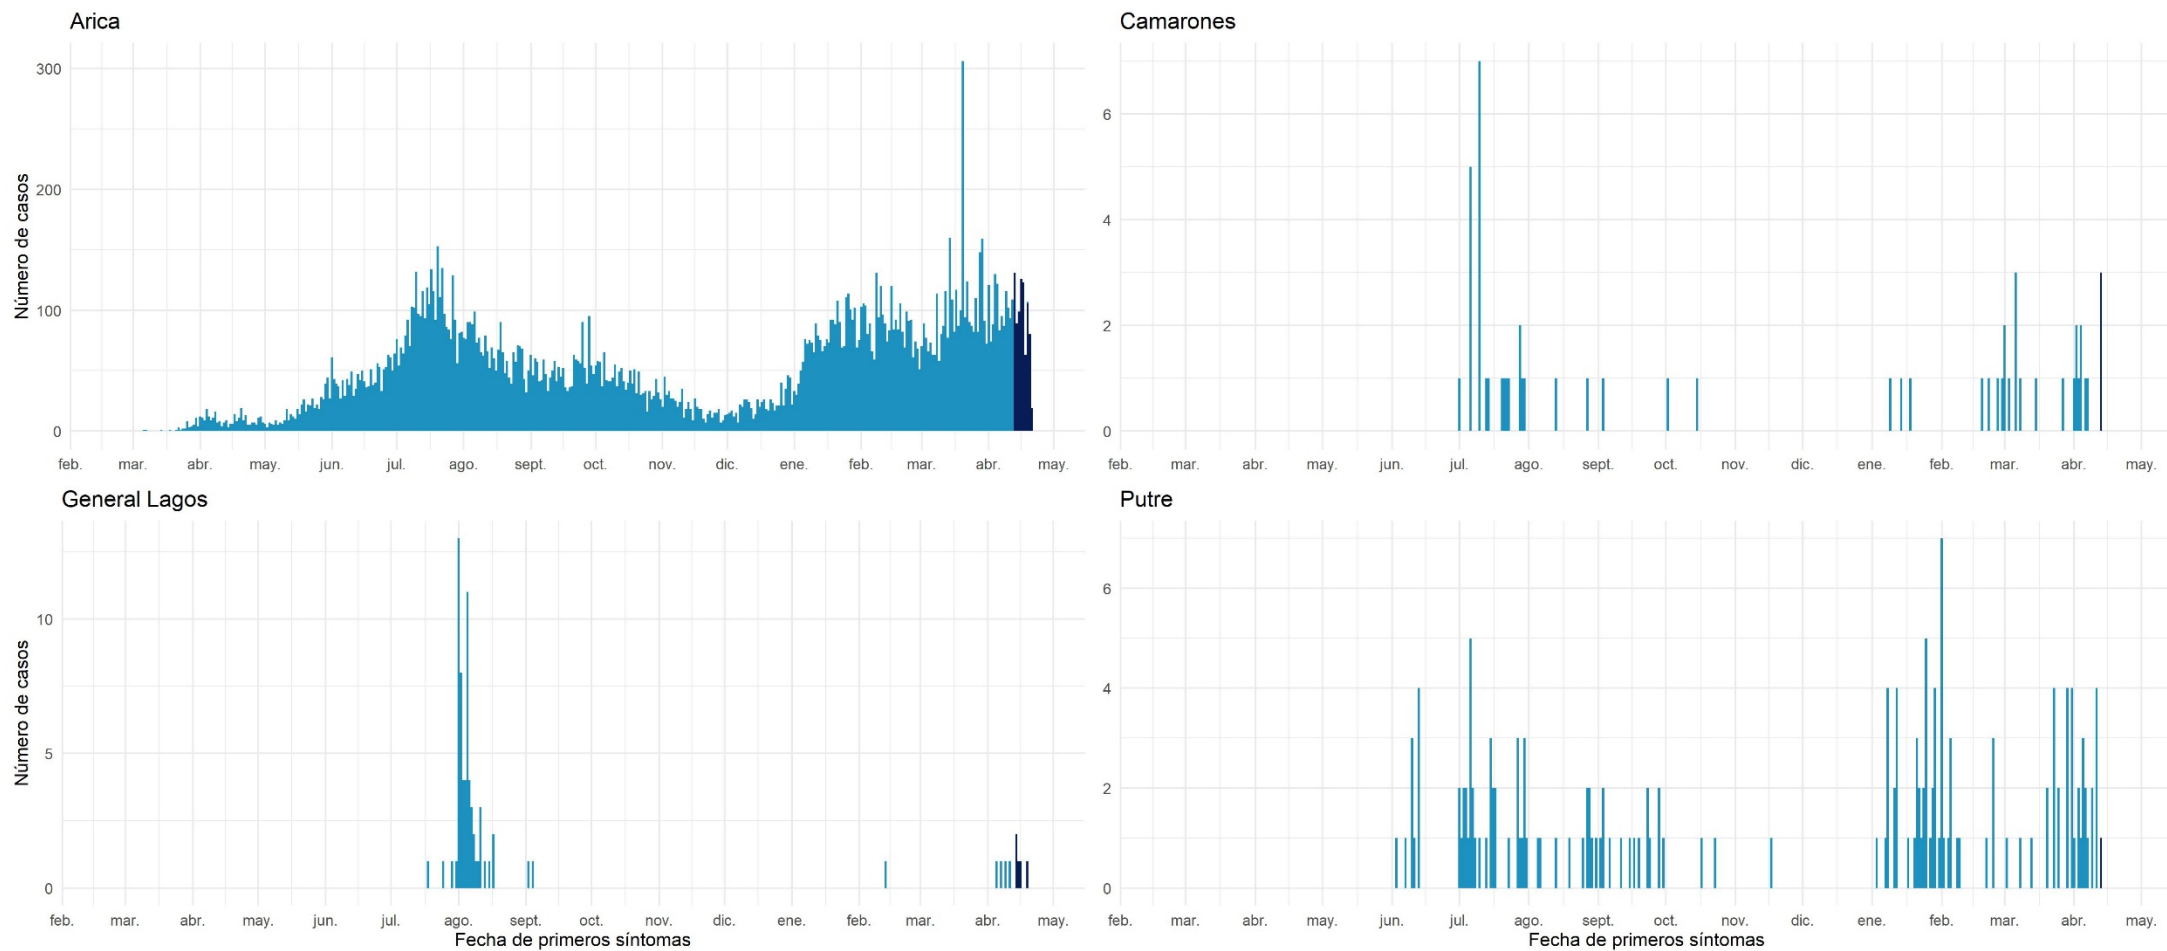 Arica
Número de casos
300
200
100
0
feb. mar. abr. may. jun. jul. ago. sept. oct. nov. dic. ene. feb. mar. abr. may.
Camarones
6
4
2
0
feb. mar. abr. may. jun. jul. ago. sept. oct. nov. dic. ene. feb. mar. abr. may.
General Lagos
Número de casos
10
5
0
feb. mar. abr. may. jun. jul. ago. sept. oct. nov. dic. ene. feb. mar. abr. may.
Fecha de primeros síntomas
Putre
6
4
2
0
feb. mar. abr. may. jun. jul. ago. sept. oct. nov. dic. ene. feb. mar. abr. may.
Fecha de primeros síntomas